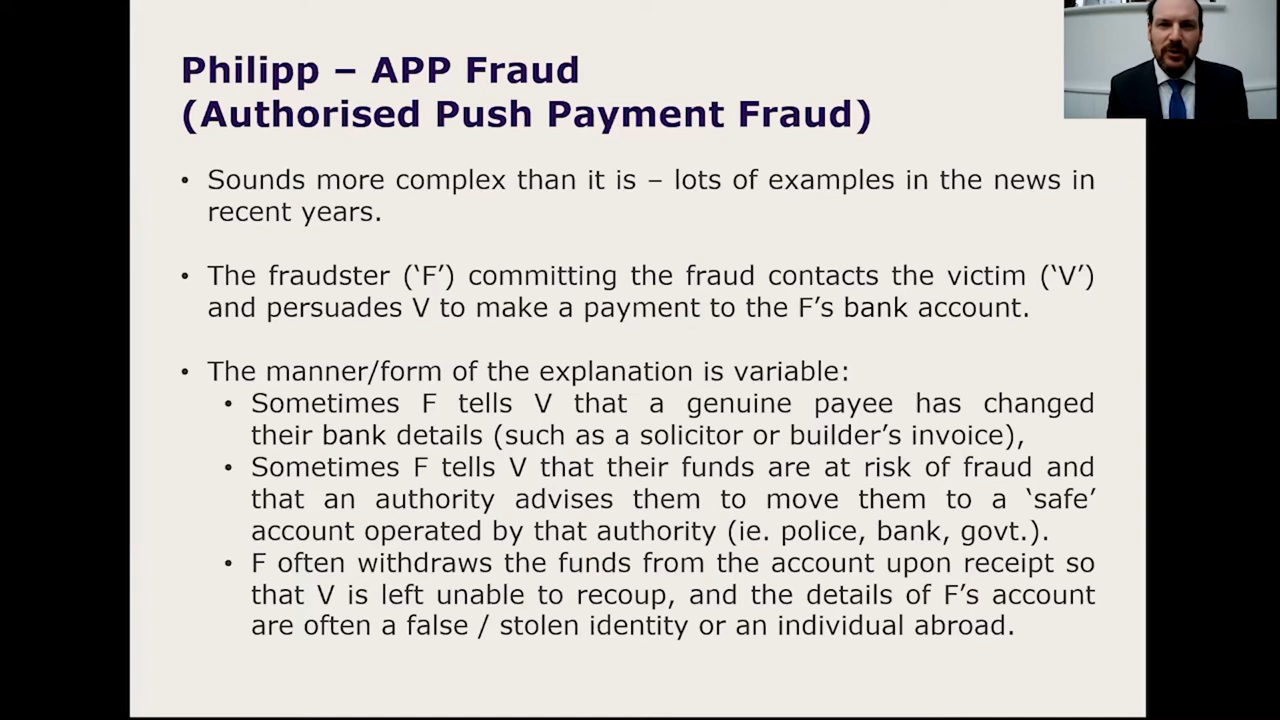 Philipp – APP Fraud
(Authorised Push Payment Fraud)
• Sounds more complex than it is – lots of examples in the news in
recent years.
• The fraudster (‘F’) committing the fraud contacts the victim (‘V’)
and persuades V to make a payment to the F’s bank account.
• The manner/form of the explanation is variable:
• Sometimes F tells V that a genuine payee has changed
their bank details (such as a solicitor or builder’s invoice),
• Sometimes F tells V that their funds are at risk of fraud and
that an authority advises them to move them to a ‘safe’
account operated by that authority (ie. police, bank, govt.).
• F often withdraws the funds from the account upon receipt so
that V is left unable to recoup, and the details of F’s account
are often a false / stolen identity or an individual abroad.